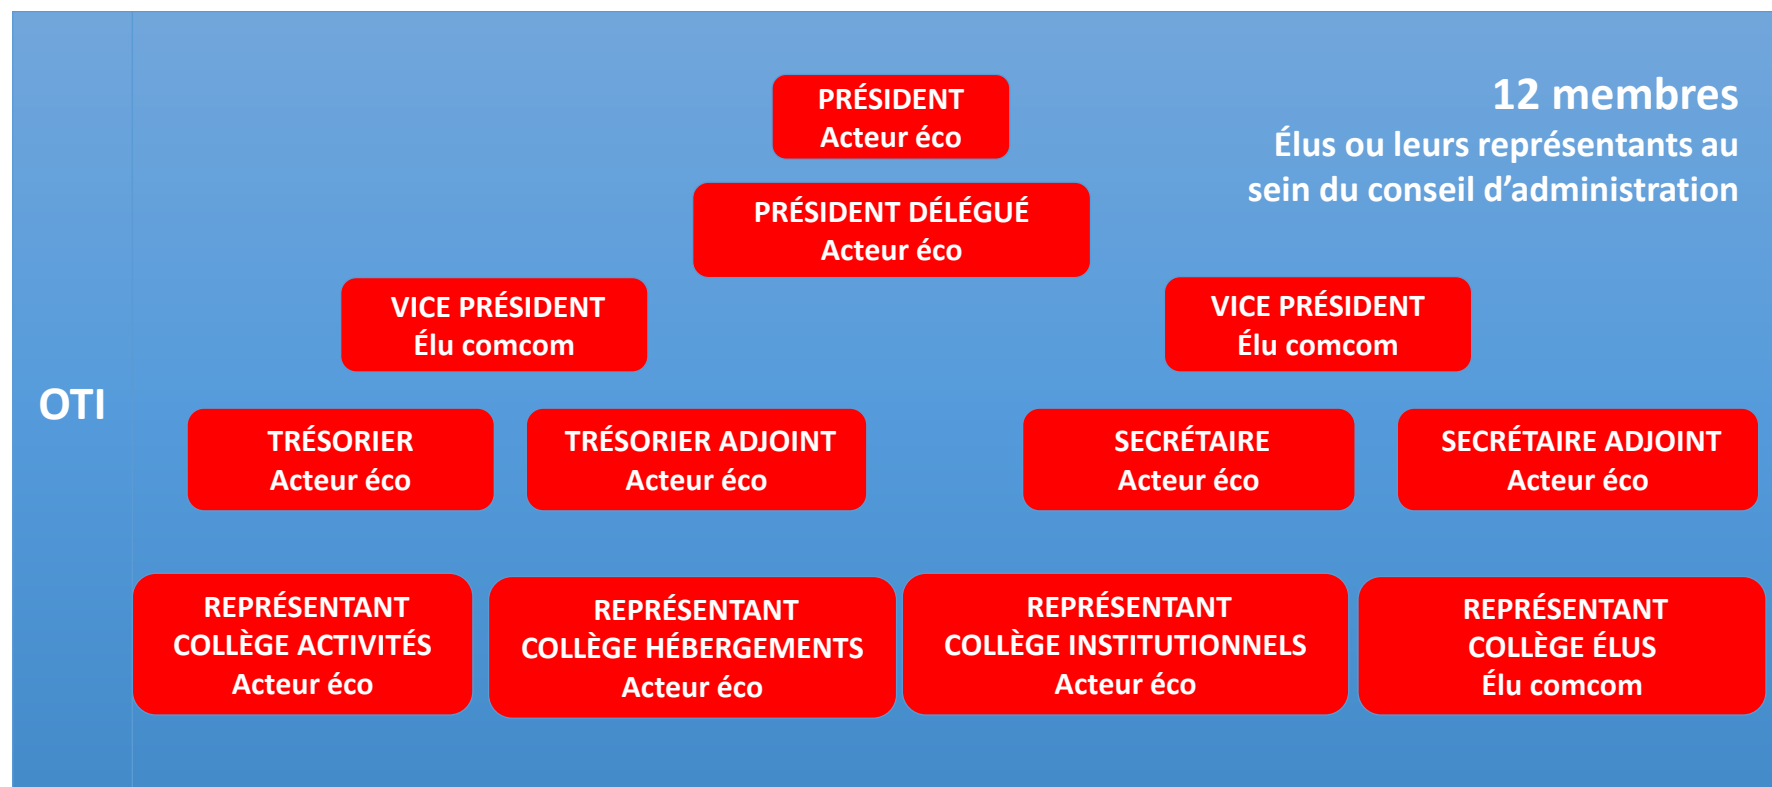 PRÉSIDENT
Acteur éco
12 membres
Élus ou leurs représentants au
sein du conseil d’administration
PRÉSIDENT DÉLÉGUÉ
Acteur éco
VICE PRÉSIDENT
Élu comcom
VICE PRÉSIDENT
Élu comcom
OTI
TRÉSORIER
Acteur éco
TRÉSORIER ADJOINT
Acteur éco
SECRÉTAIRE
Acteur éco
SECRÉTAIRE ADJOINT
Acteur éco
REPRÉSENTANT
COLLÈGE ACTIVITÉS
Acteur éco
REPRÉSENTANT
COLLÈGE HÉBERGEMENTS
Acteur éco
REPRÉSENTANT
COLLÈGE INSTITUTIONNELS
Acteur éco
REPRÉSENTANT
COLLÈGE ÉLUS
Élu comcom